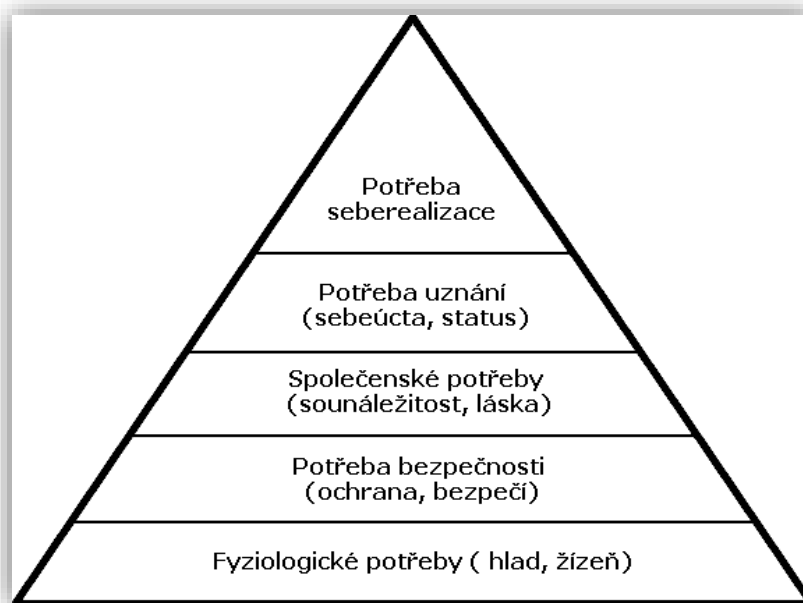 Potřeba
seberealizace
Potřeba uznání
(sebeúcta, status)
Společenské potřeby
(sounáležitost, láska)
Potřeba bezpečnosti
(ochrana, bezpečí)
Fyziologické potřeby ( hlad, žízeň)